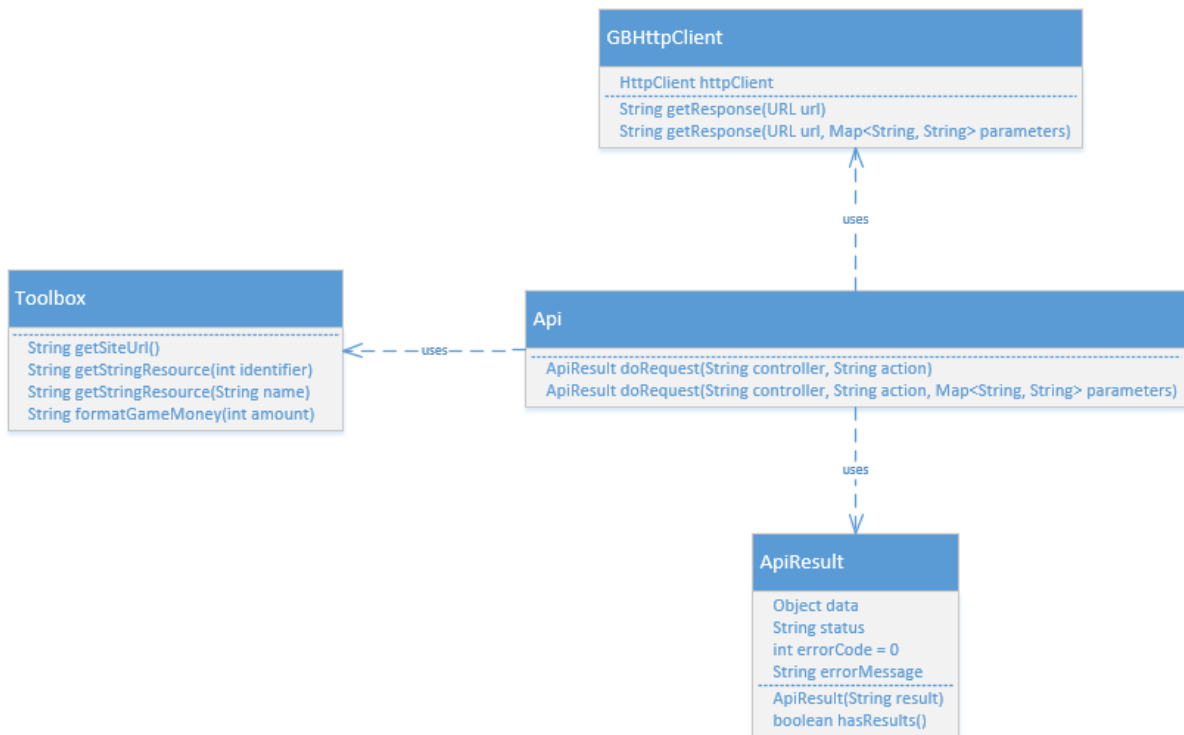 GBHttpClient
HttpClient httpClient
String getResponse(URL url)
String getResponse(URL url, Map<String, String> parameters)
uses
Toolbox
String getSiteUrl()
String getStringResource(int identifier)
String getStringResource(String name)
String formatGameMoney(int amount)
uses
Api
ApiResult doRequest(String controller, String action)
ApiResult doRequest(String controller, String action, Map<String, String> parameters)
uses
ApiResult
Object data
String status
int errorCode = 0
String errorMessage
ApiResult(String result)
boolean hasResults()